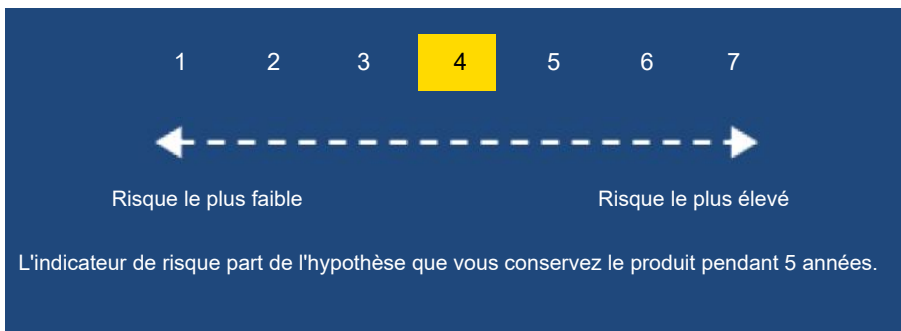 1 2 3 4 5 6 7
Risque le plus faible Risque le plus élevé
L'indicateur de risque part de l'hypothèse que vous conservez le produit pendant 5 années.